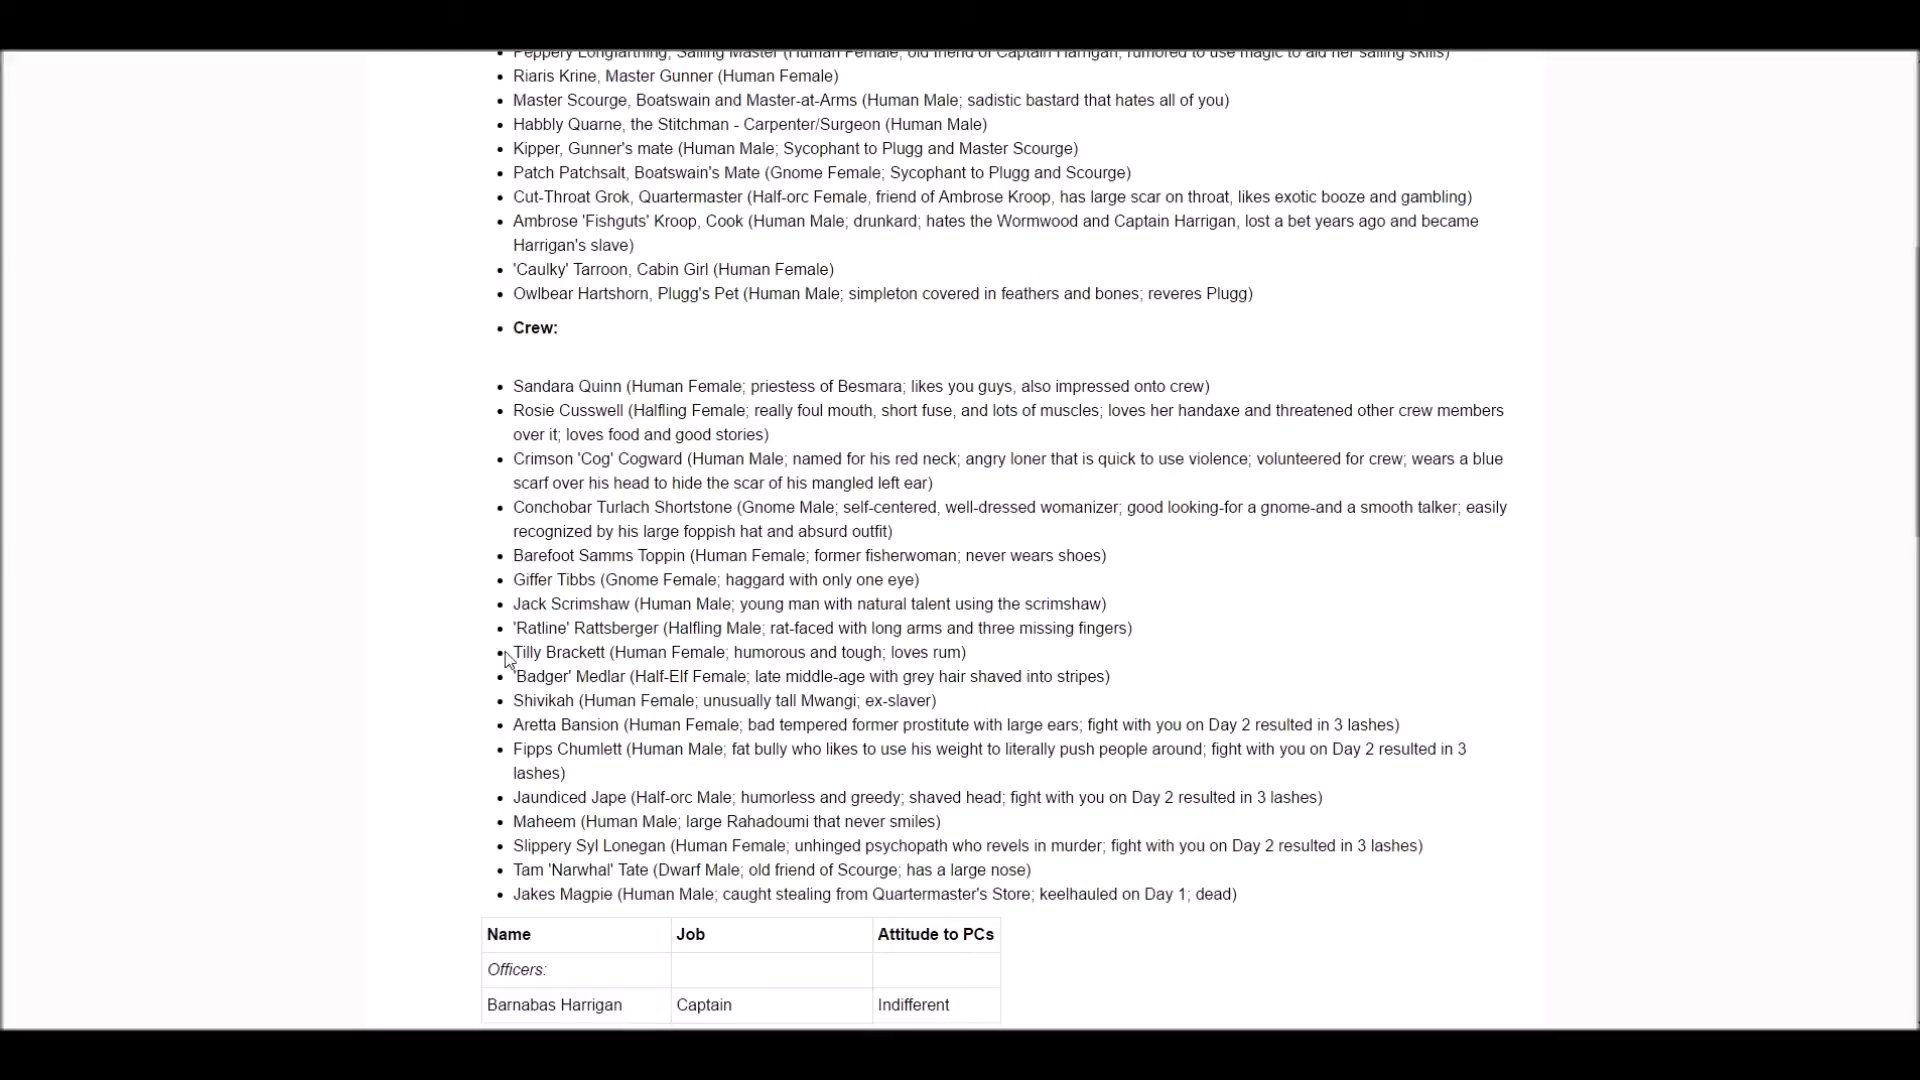 Peppery Longfarthing, Sailing Master (Human Female; old friend of Captain Harrigan, rumored to use magic to aid her sailing skills)
Riaris Krine, Master Gunner (Human Female)
Master Scourge, Boatswain and Master-at-Arms (Human Male; sadistic bastard that hates all of you)
Habbly Quarne, the Stitchman - Carpenter/Surgeon (Human Male)
Kipper, Gunner's mate (Human Male; Sycophant to Plugg and Master Scourge)
Patch Patchsalt, Boatswain's Mate (Gnome Female; Sycophant to Plugg and Scourge)
Cut-Throat Grok, Quartermaster (Half-orc Female, friend of Ambrose Kroop, has large scar on throat, likes exotic booze and gambling)
Ambrose 'Fishguts' Kroop, Cook (Human Male; drunkard; hates the Wormwood and Captain Harrigan, lost a bet years ago and became
Harrigan's slave)
'Caulky' Tarroon, Cabin Girl (Human Female)
Owlbear Hartshorn, Plugg's Pet (Human Male; simpleton covered in feathers and bones; reveres Plugg)
Crew:
Sandara Quinn (Human Female; priestess of Besmara; likes you guys, also impressed onto crew)
Rosie Cusswell (Halfling Female; really foul mouth, short fuse, and lots of muscles; loves her handaxe and threatened other crew members
over it; loves food and good stories)
Crimson 'Cog' Cogward (Human Male; named for his red neck; angry loner that is quick to use violence; volunteered for crew; wears a blue
scarf over his head to hide the scar of his mangled left ear)
Conchobar Turlach Shortstone (Gnome Male; self-centered, well-dressed womanizer; good looking-for a gnome-and a smooth talker; easily
recognized by his large foppish hat and absurd outfit)
Barefoot Samms Toppin (Human Female; former fisherwoman; never wears shoes)
Giffer Tibbs (Gnome Female; haggard with only one eye)
Jack Scrimshaw (Human Male; young man with natural talent using the scrimshaw)
'Ratline' Rattsberger (Halfling Male; rat-faced with long arms and three missing fingers)
Tilly Brackett (Human Female; humorous and tough; loves rum)
'Badger' Medlar (Half-Elf Female; late middle-age with grey hair shaved into stripes)
Shivikah (Human Female; unusually tall Mwangi; ex-slaver)
Aretta Bansion (Human Female; bad tempered former prostitute with large ears; fight with you on Day 2 resulted in 3 lashes)
Fipps Chumlett (Human Male; fat bully who likes to use his weight to literally push people around; fight with you on Day 2 resulted in 3
lashes)
Jaundiced Jape (Half-orc Male; humorless and greedy; shaved head; fight with you on Day 2 resulted in 3 lashes)
Maheem (Human Male; large Rahadoumi that never smiles)
Slippery Syl Lonegan (Human Female; unhinged psychopath who revels in murder; fight with you on Day 2 resulted in 3 lashes)
Tam 'Narwhal' Tate (Dwarf Male; old friend of Scourge; has a large nose)
Jakes Magpie (Human Male; caught stealing from Quartermaster's Store; keelhauled on Day 1; dead)
Name Job Attitude to PCs
Officers:
Barnabas Harrigan Captain Indifferent